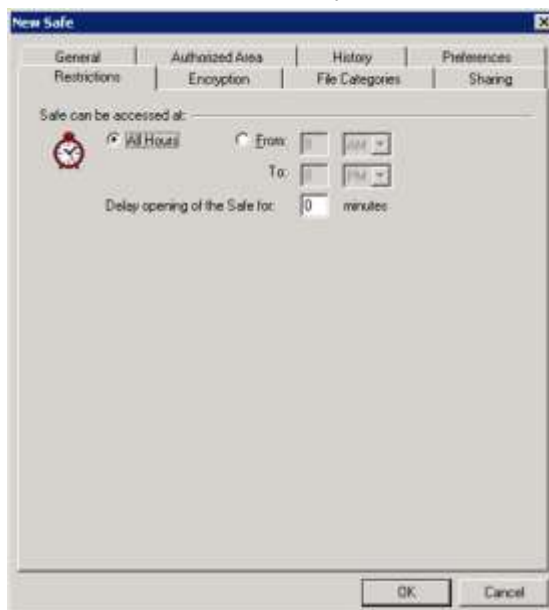 New Safe
General Authorized Area History Preferences
Restrictions Encryption File Categories Sharing
Safe can be accessed at:
All Hours From: AM
To: PM
Delay opening of the Safe for: 0 minutes
OK Cancel